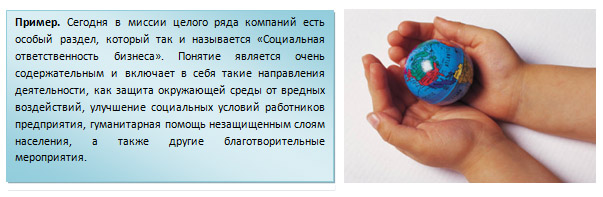 Пример. Сегодня в миссии целого ряда компаний есть
особый раздел, который так и называется «Социальная
ответственность бизнеса». Понятие является очень
содержательным и включает в себя такие направления
деятельности, как защита окружающей среды от вредных
воздействий, улучшение социальных условий работников
предприятия, гуманитарная помощь незащищенным слоям
населения, а также другие благотворительные
мероприятия.